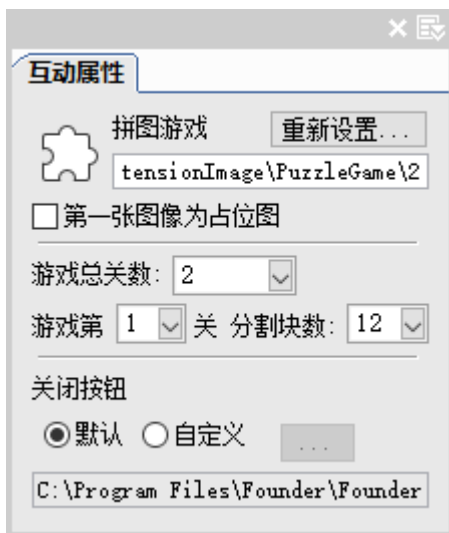 互动属性
拼图游戏 重新设置...
tensionImage\PuzzleGame\2
第一张图像为占位图
游戏总关数: 2
游戏第 1 关 分割块数: 12
关闭按钮
默认 自定义 ...
C:\Program Files\Founder\Founder